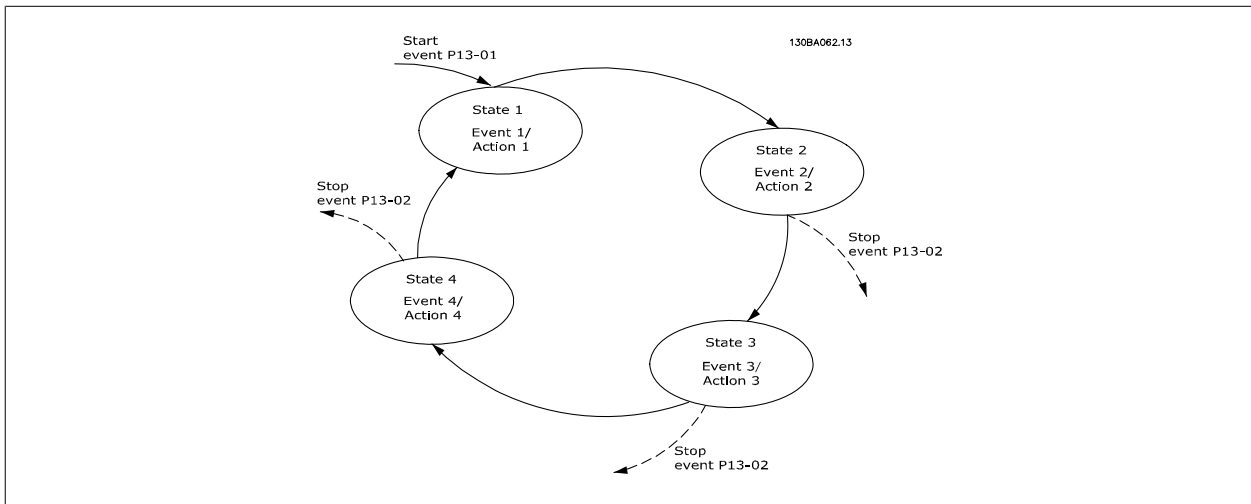 Start
event P13-01
130BA062.13
State 1
Event 1/
Action 1
State 2
Event 2/
Action 2
Stop
event P13-02
Stop
event P13-02
State 4
Event 4/
Action 4
State 3
Event 3/
Action 3
Stop
event P13-02